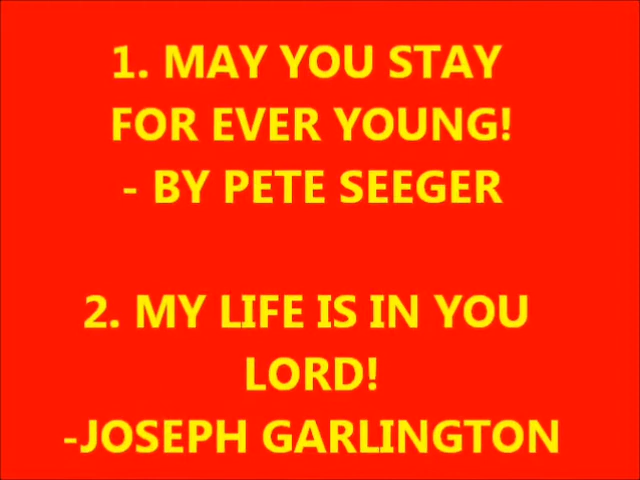 1. MAY YOU STAY
FOR EVER YOUNG!
- BY PETE SEEGER
2. MY LIFE IS IN YOU
LORD!
-JOSEPH GARLINGTON